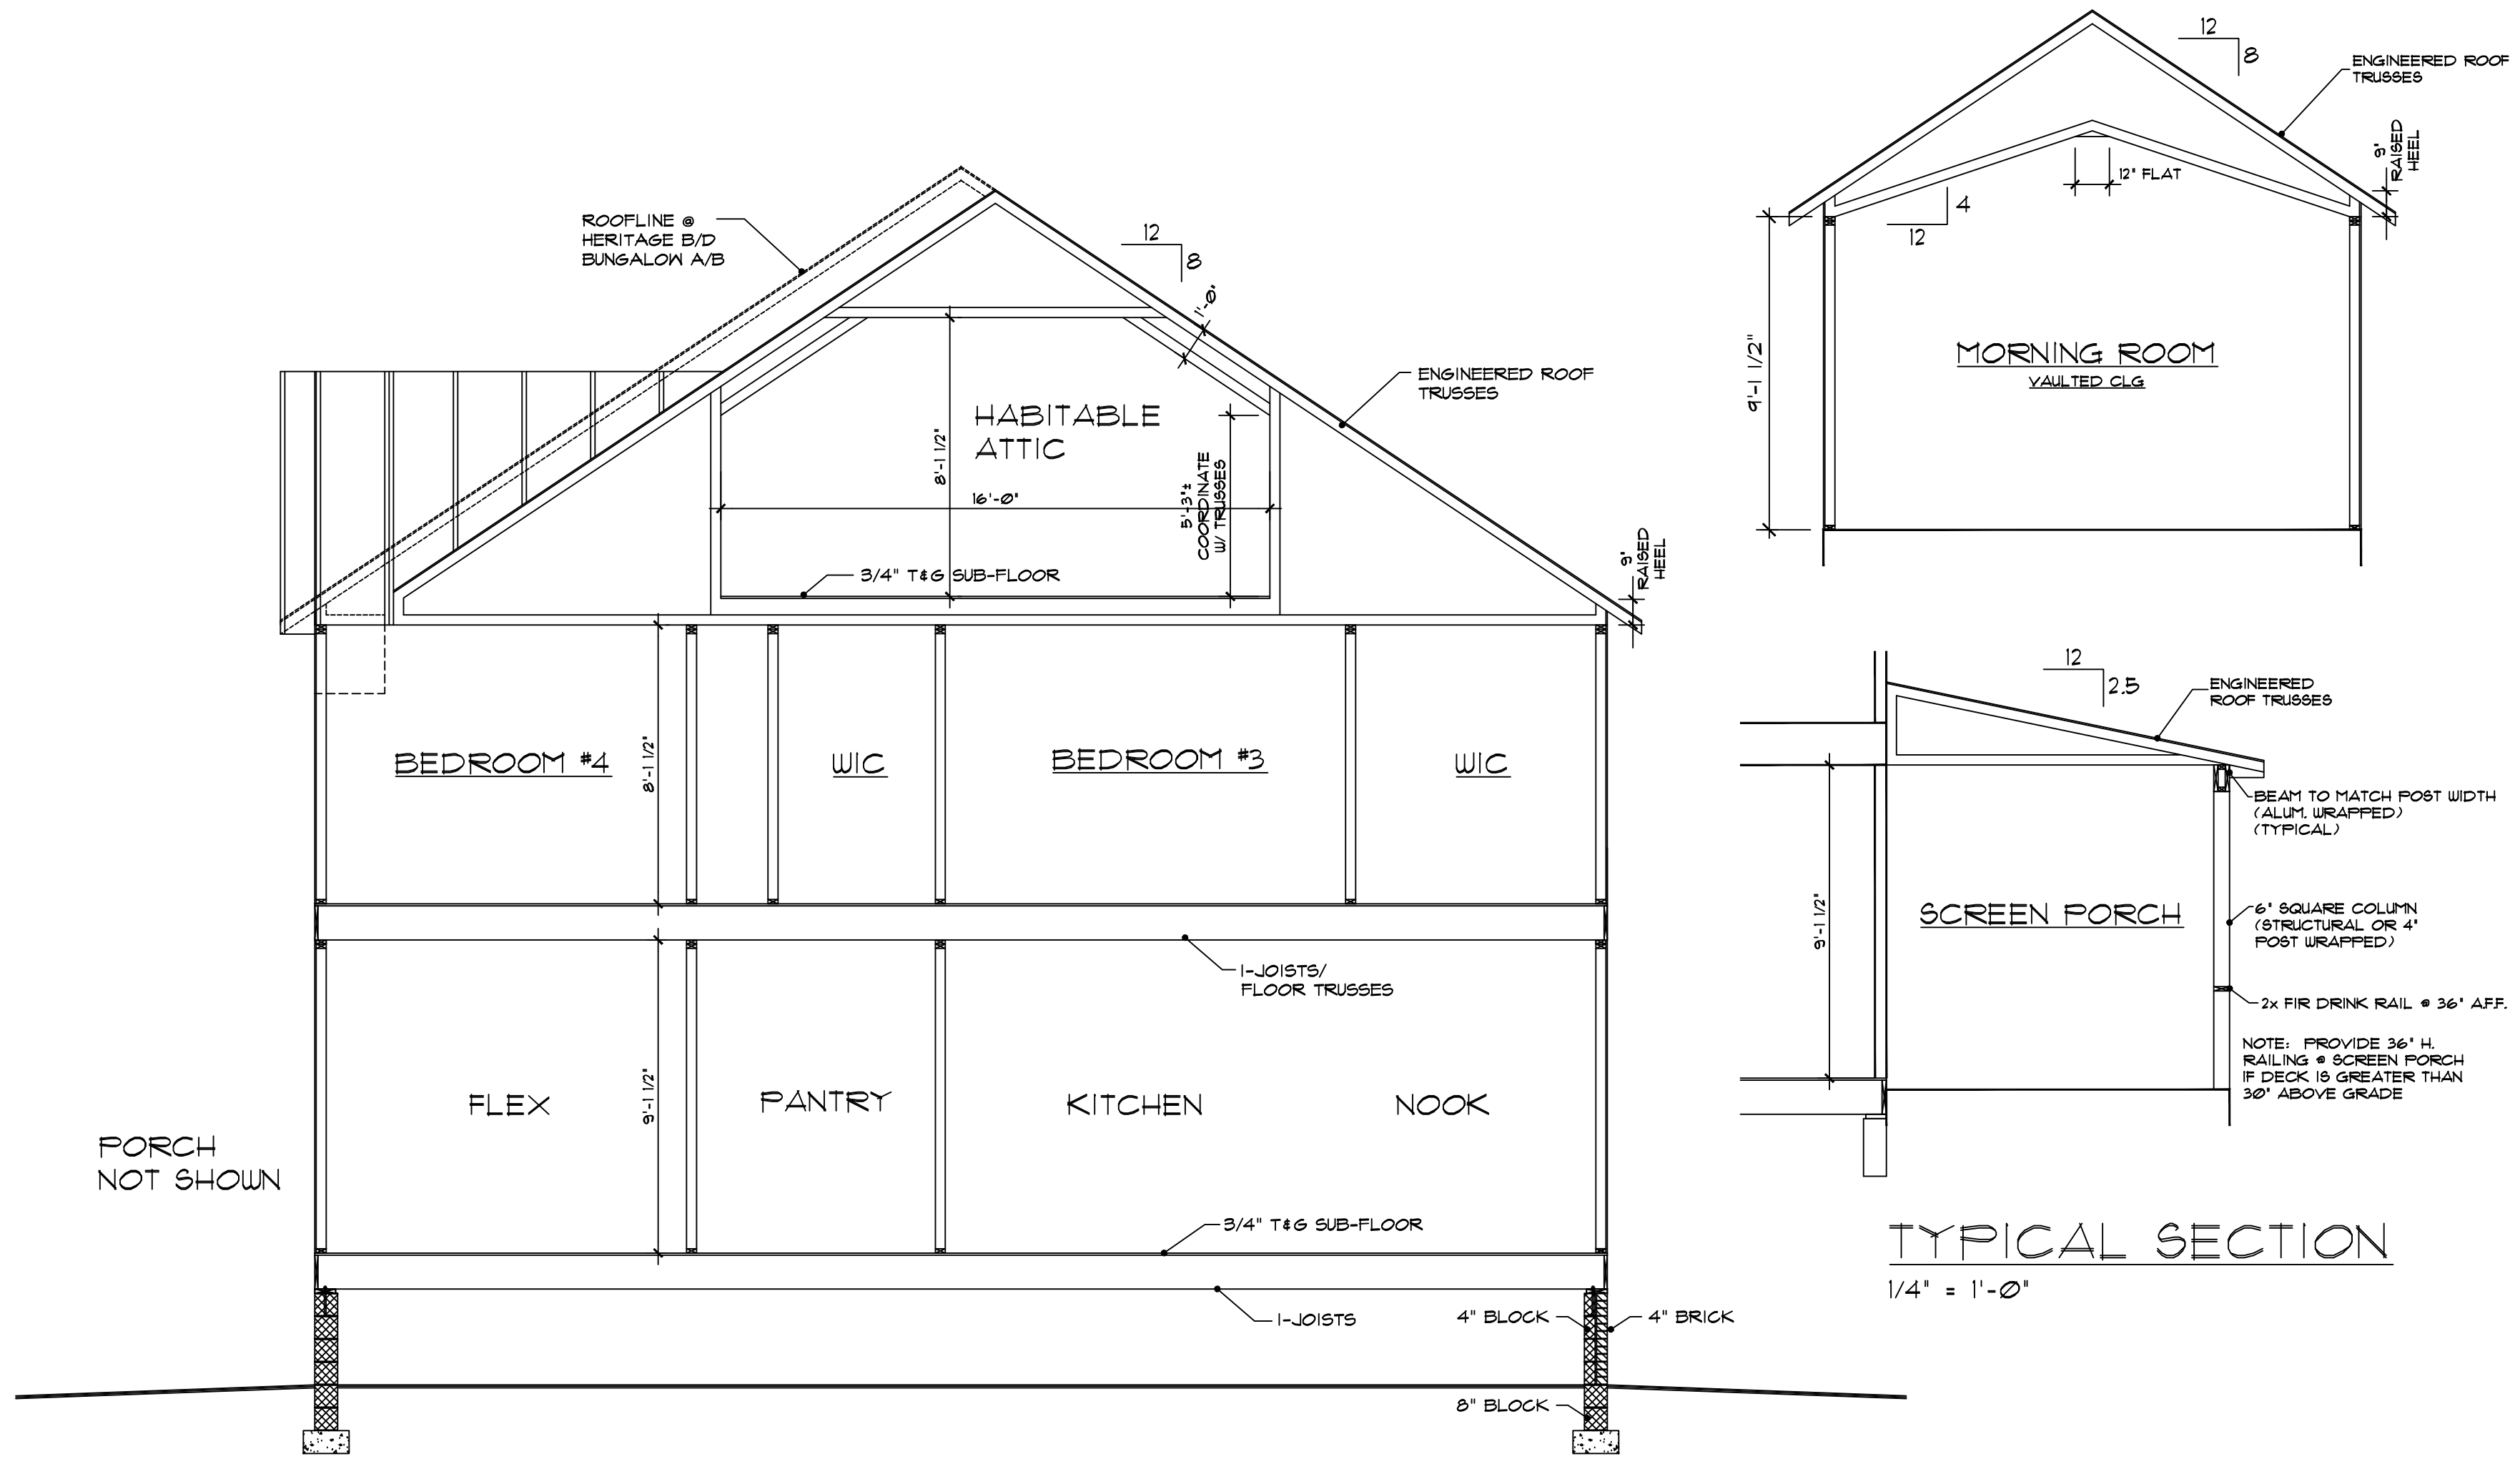 ROOFLINE @
HERITAGE B/D
BUNGALOW A/B
12
8
1'-0"
ENGINEERED ROOF
TRUSSES
HABITABLE
ATTIC
8'-1 1/2"
16'-0"
5'-3"±
COORDINATE
W/ TRUSSES
3/4" T&G SUB-FLOOR
9"
RAISED
HEEL
BEDROOM #4
8'-1 1/2"
WIC
BEDROOM #3
WIC
I-JOISTS/
FLOOR TRUSSES
FLEX
9'-1 1/2"
PANTRY
KITCHEN
NOOK
PORCH
NOT SHOWN
3/4" T&G SUB-FLOOR
I-JOISTS
4" BLOCK
4" BRICK
8" BLOCK
12
8
ENGINEERED ROOF
TRUSSES
9"
RAISED
HEEL
12" FLAT
4
12
9'-1 1/2"
MORNING ROOM
VAULTED CLG
12
2.5
ENGINEERED
ROOF TRUSSES
BEAM TO MATCH POST WIDTH
(ALUM. WRAPPED)
(TYPICAL)
9'-1 1/2"
SCREEN PORCH
6" SQUARE COLUMN
(STRUCTURAL OR 4"
POST WRAPPED)
2x FIR DRINK RAIL @ 36" A.F.F.
NOTE: PROVIDE 36" H.
RAILING @ SCREEN PORCH
IF DECK IS GREATER THAN
30" ABOVE GRADE
TYPICAL SECTION
1/4" = 1'-0"